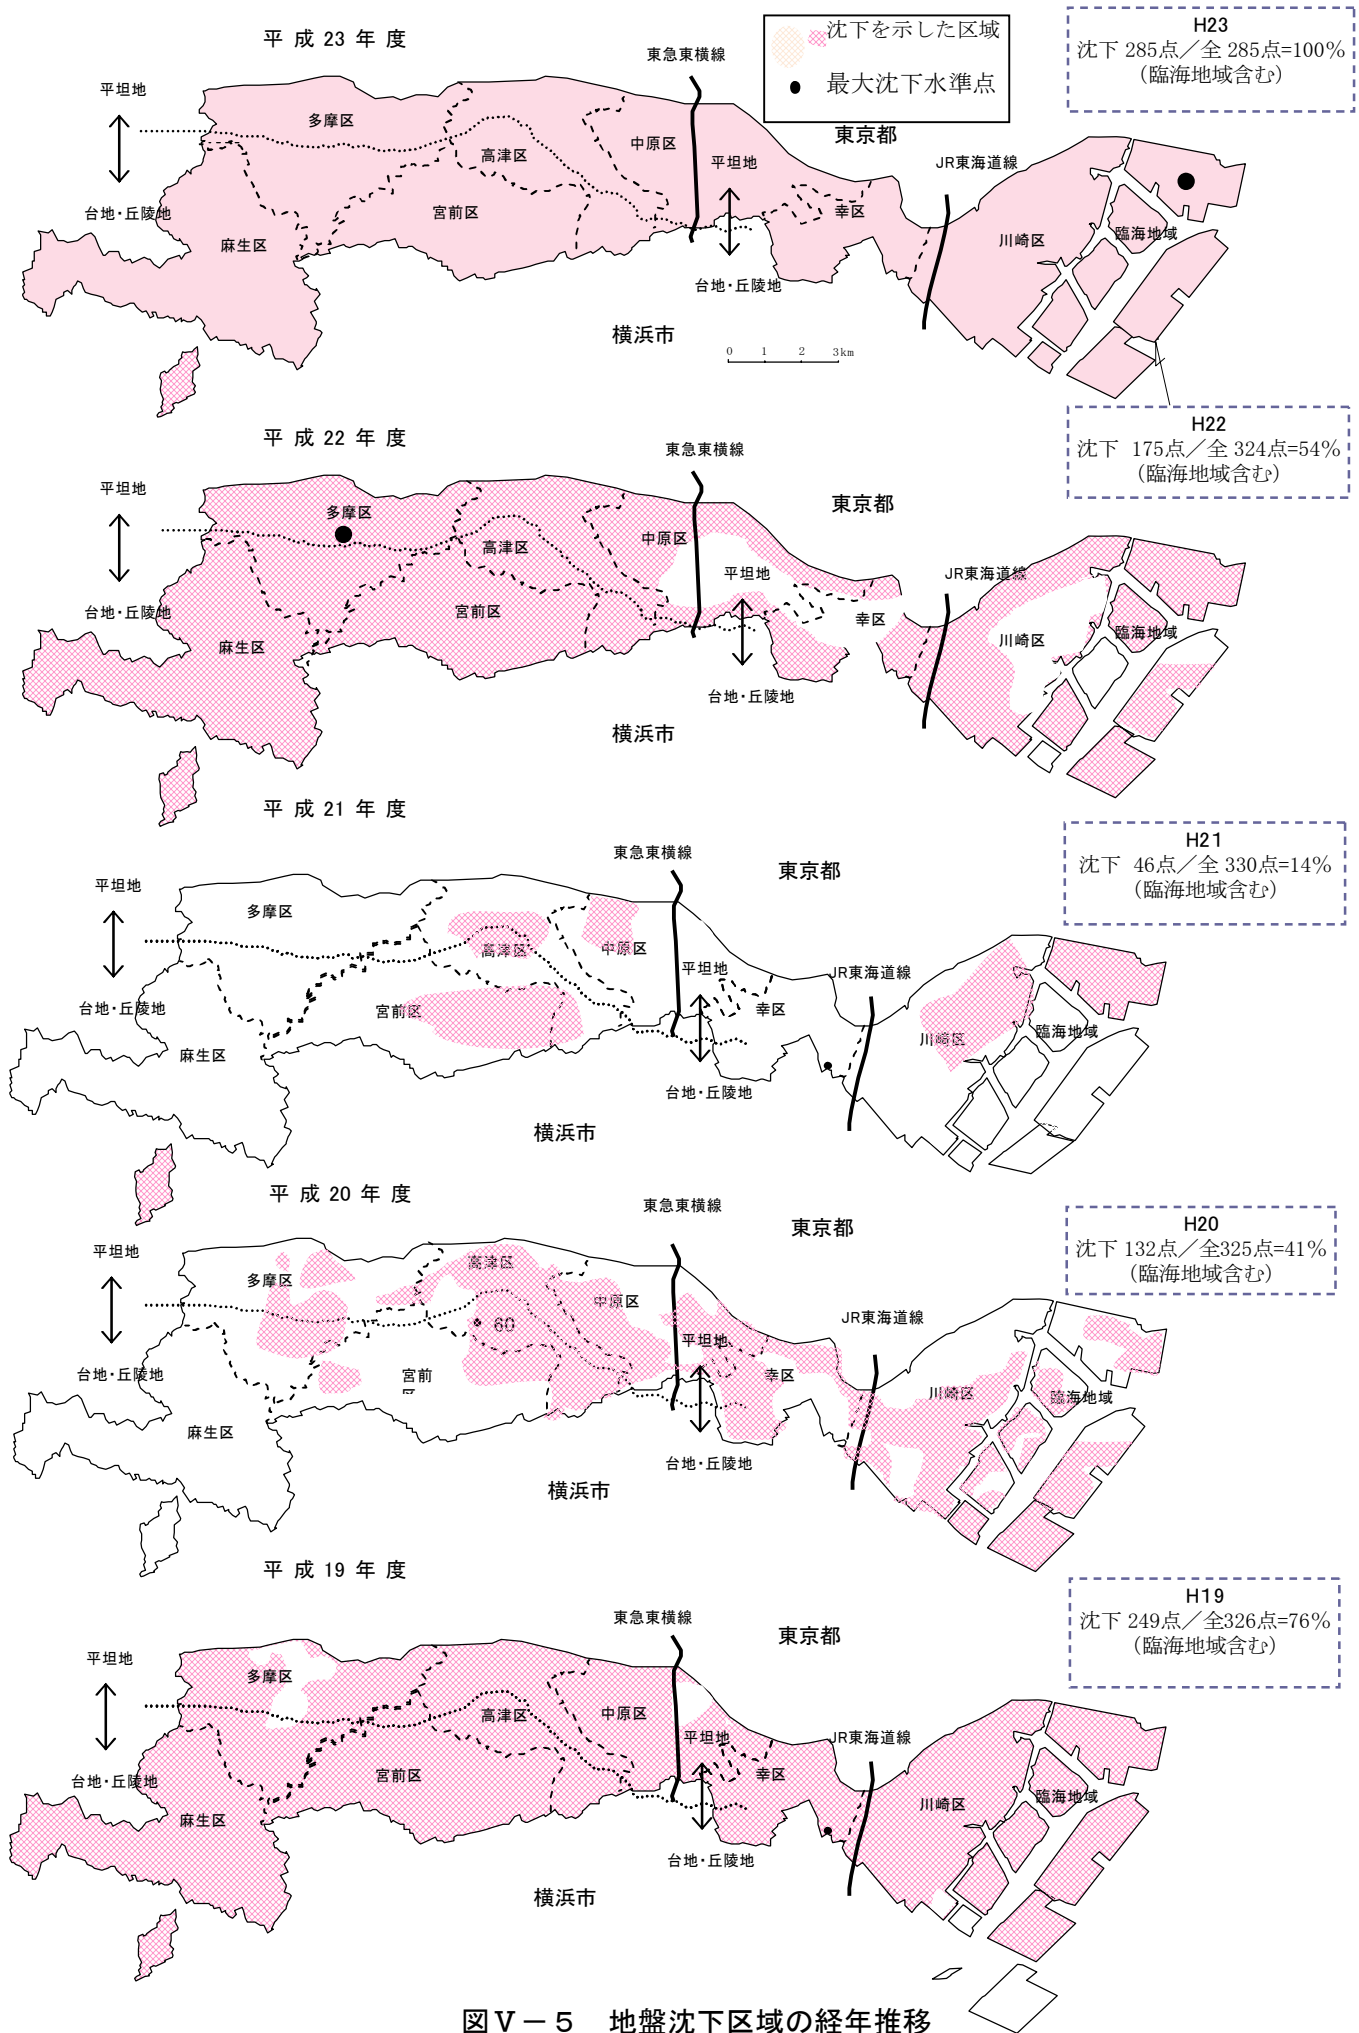 平成23年度
沈下を示した区域
最大沈下水準点
H23
沈下 285点／全 285点=100%
(臨海地域含む)
東急東横線
平坦地
東京都
多摩区
中原区
高津区
平坦地
JR東海道線
台地・丘陵地
宮前区
幸区
麻生区
川崎区
臨海地域
台地・丘陵地
横浜市
0 1 2 3km
平成22年度
H22
沈下 175点／全 324点=54%
(臨海地域含む)
東急東横線
平坦地
東京都
多摩区
中原区
高津区
平坦地
JR東海道線
台地・丘陵地
宮前区
幸区
麻生区
川崎区
臨海地域
台地・丘陵地
横浜市
平成21年度
H21
沈下 46点／全 330点=14%
(臨海地域含む)
東急東横線
東京都
平坦地
多摩区
高津区
中原区
平坦地
JR東海道線
台地・丘陵地
宮前区
幸区
麻生区
川崎区
臨海地域
台地・丘陵地
横浜市
平成20年度
H20
沈下 132点／全325点=41%
(臨海地域含む)
東急東横線
東京都
平坦地
多摩区
高津区
中原区
60
平坦地
JR東海道線
台地・丘陵地
宮前
区
幸区
川崎区
臨海地域
麻生区
台地・丘陵地
横浜市
平成19年度
H19
沈下 249点／全326点=76%
(臨海地域含む)
東急東横線
東京都
平坦地
多摩区
高津区
中原区
平坦地
JR東海道線
台地・丘陵地
宮前区
幸区
麻生区
川崎区
臨海地域
台地・丘陵地
横浜市
図Ⅴ－５　地盤沈下区域の経年推移